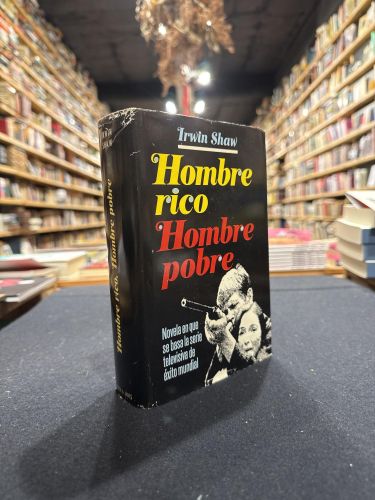 Irwin Shaw
Hombre
rico
Hombre
pobre
Novela en que
se basa la serie
televisiva de
éxito mundial
Hombre rico. Hombre pobre